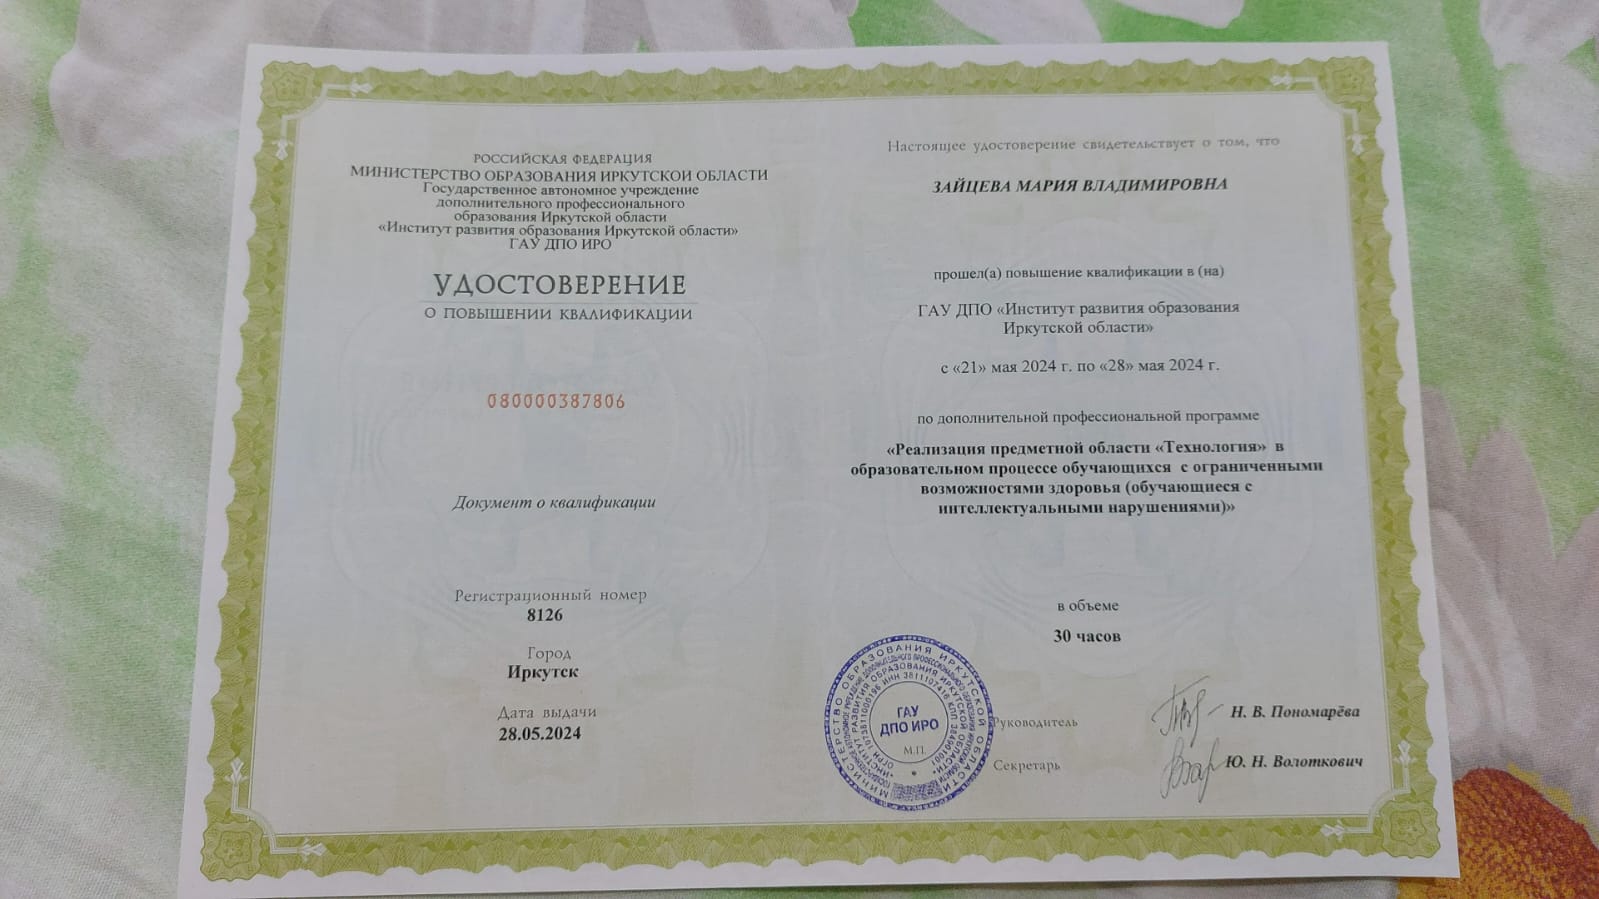 РОССИЙСКАЯ ФЕДЕРАЦИЯ
МИНИСТЕРСТВО ОБРАЗОВАНИЯ ИРКУТСКОЙ ОБЛАСТИ
Государственное автономное учреждение
дополнительного профессионального
образования Иркутской области
«Институт развития образования Иркутской области»
ГАУ ДПО ИРО
УДОСТОВЕРЕНИЕ
О ПОВЫШЕНИИ КВАЛИФИКАЦИИ
080000387806
Документ о квалификации
Регистрационный номер
8126
Город
Иркутск
Дата выдачи
28.05.2024
Настоящее удостоверение свидетельствует о том, что
ЗАЙЦЕВА МАРИЯ ВЛАДИМИРОВНА
прошел(а) повышение квалификации в (на)
ГАУ ДПО «Институт развития образования
Иркутской области»
с «21» мая 2024 г. по «28» мая 2024 г.
по дополнительной профессиональной программе
«Реализация предметной области «Технология» в
образовательном процессе обучающихся с ограниченными
возможностями здоровья (обучающиеся с
интеллектуальными нарушениями)»
в объеме
30 часов
МИНИСТЕРСТВО ОБРАЗОВАНИЯ ИРКУТСКОЙ ОБЛАСТИ
ГАУ
ДПО ИРО
М.П.
Руководитель
Н. В. Пономарёва
Секретарь
Ю. Н. Волоткович